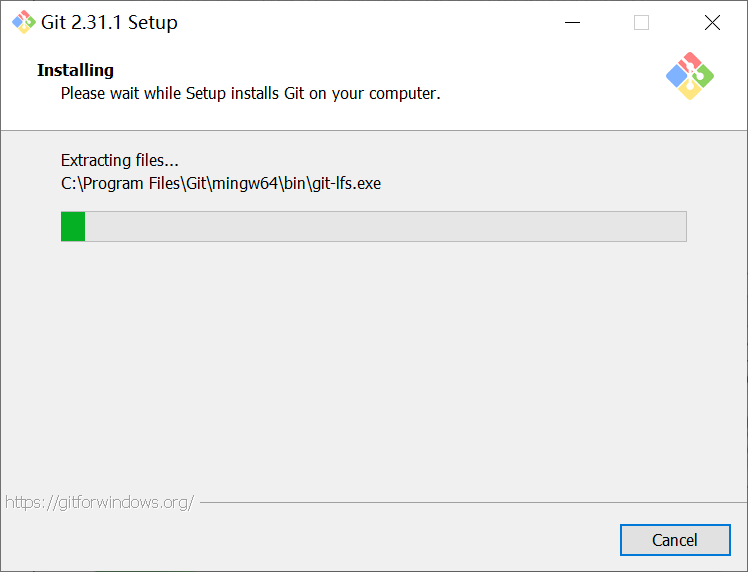 Git 2.31.1 Setup
Installing
Please wait while Setup installs Git on your computer.
Extracting files...
C:\Program Files\Git\mingw64\bin\git-lfs.exe
https://gitforwindows.org/
Cancel